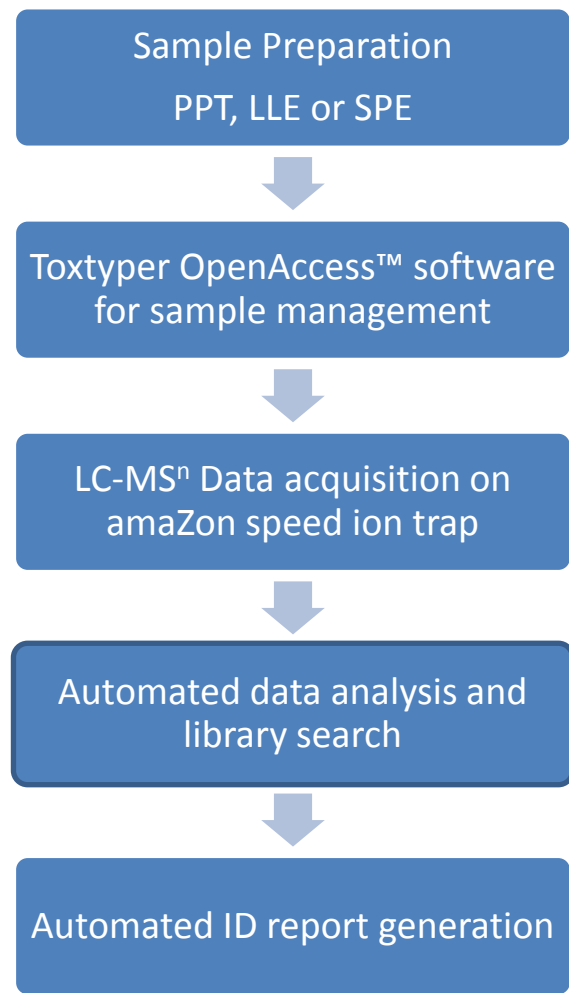 Sample Preparation
PPT, LLE or SPE
Toxtyper OpenAccess™ software
for sample management
LC-MSⁿ Data acquisition on
amaZon speed ion trap
Automated data analysis and
library search
Automated ID report generation